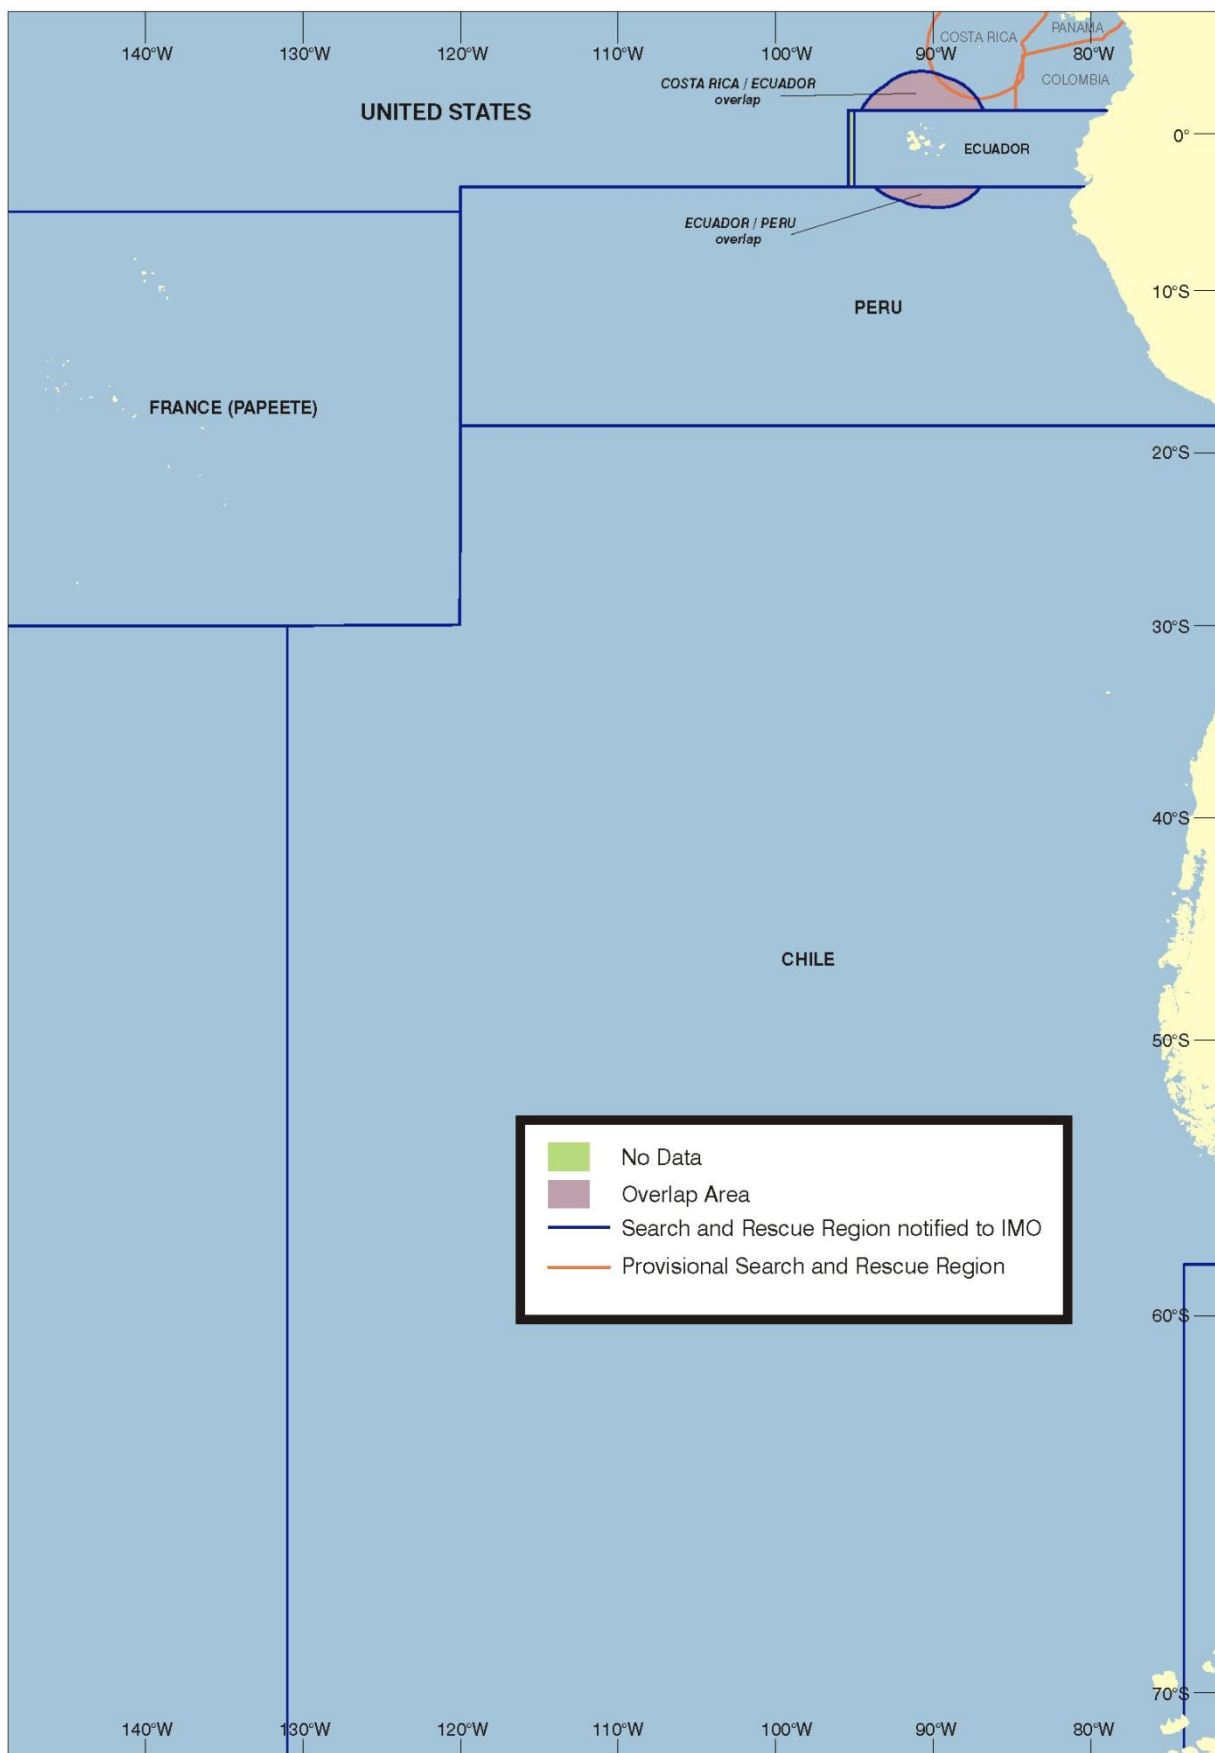 COSTA RICA
PANAMA
140°W
130°W
120°W
110°W
100°W
90°W
80°W
COLOMBIA
COSTA RICA / ECUADOR
overlap
UNITED STATES
0°
ECUADOR
ECUADOR / PERU
overlap
10°S
PERU
FRANCE (PAPEETE)
20°S
30°S
40°S
CHILE
50°S
No Data
Overlap Area
Search and Rescue Region notified to IMO
Provisional Search and Rescue Region
60°S
70°S
140°W
130°W
120°W
110°W
100°W
90°W
80°W